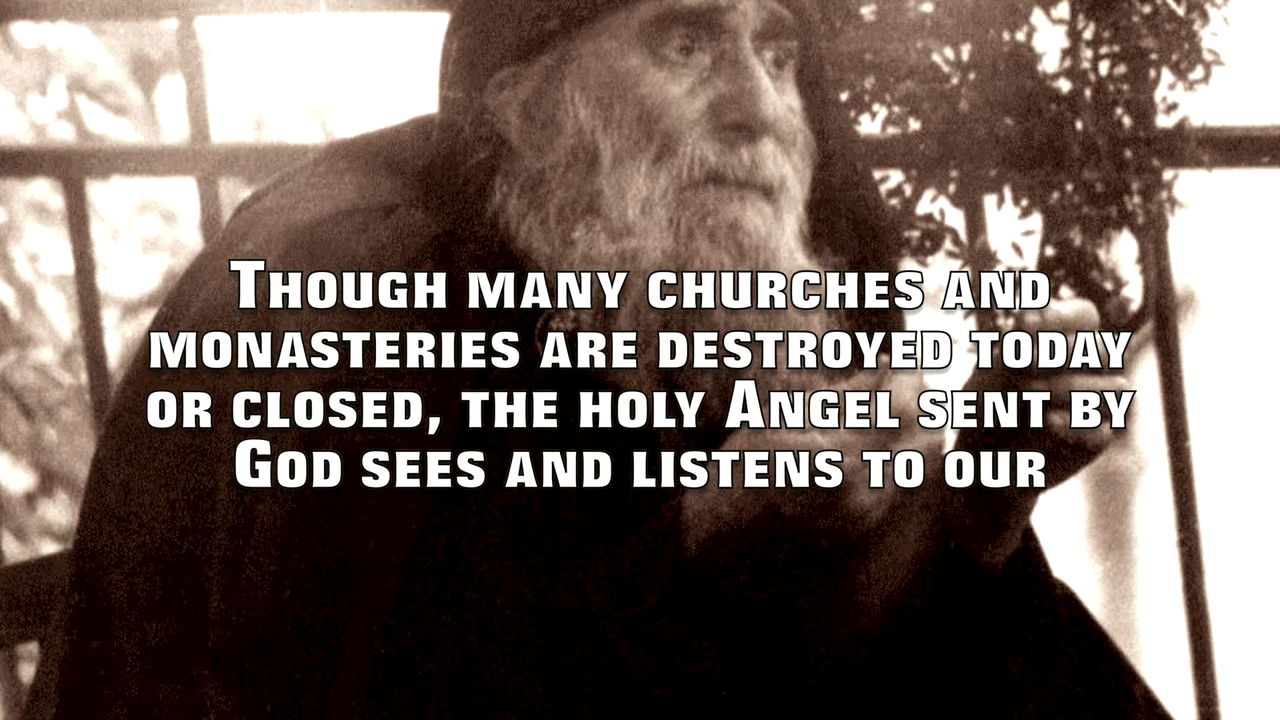 Though many churches and
monasteries are destroyed today
or closed, the holy Angel sent by
God sees and listens to our